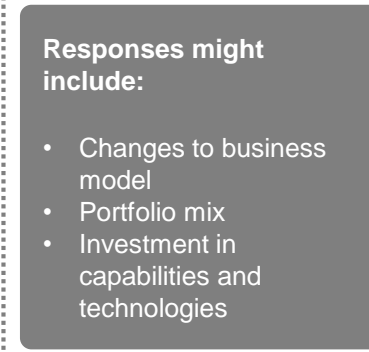 Responses might
include:
• Changes to business
model
• Portfolio mix
• Investment in
capabilities and
technologies